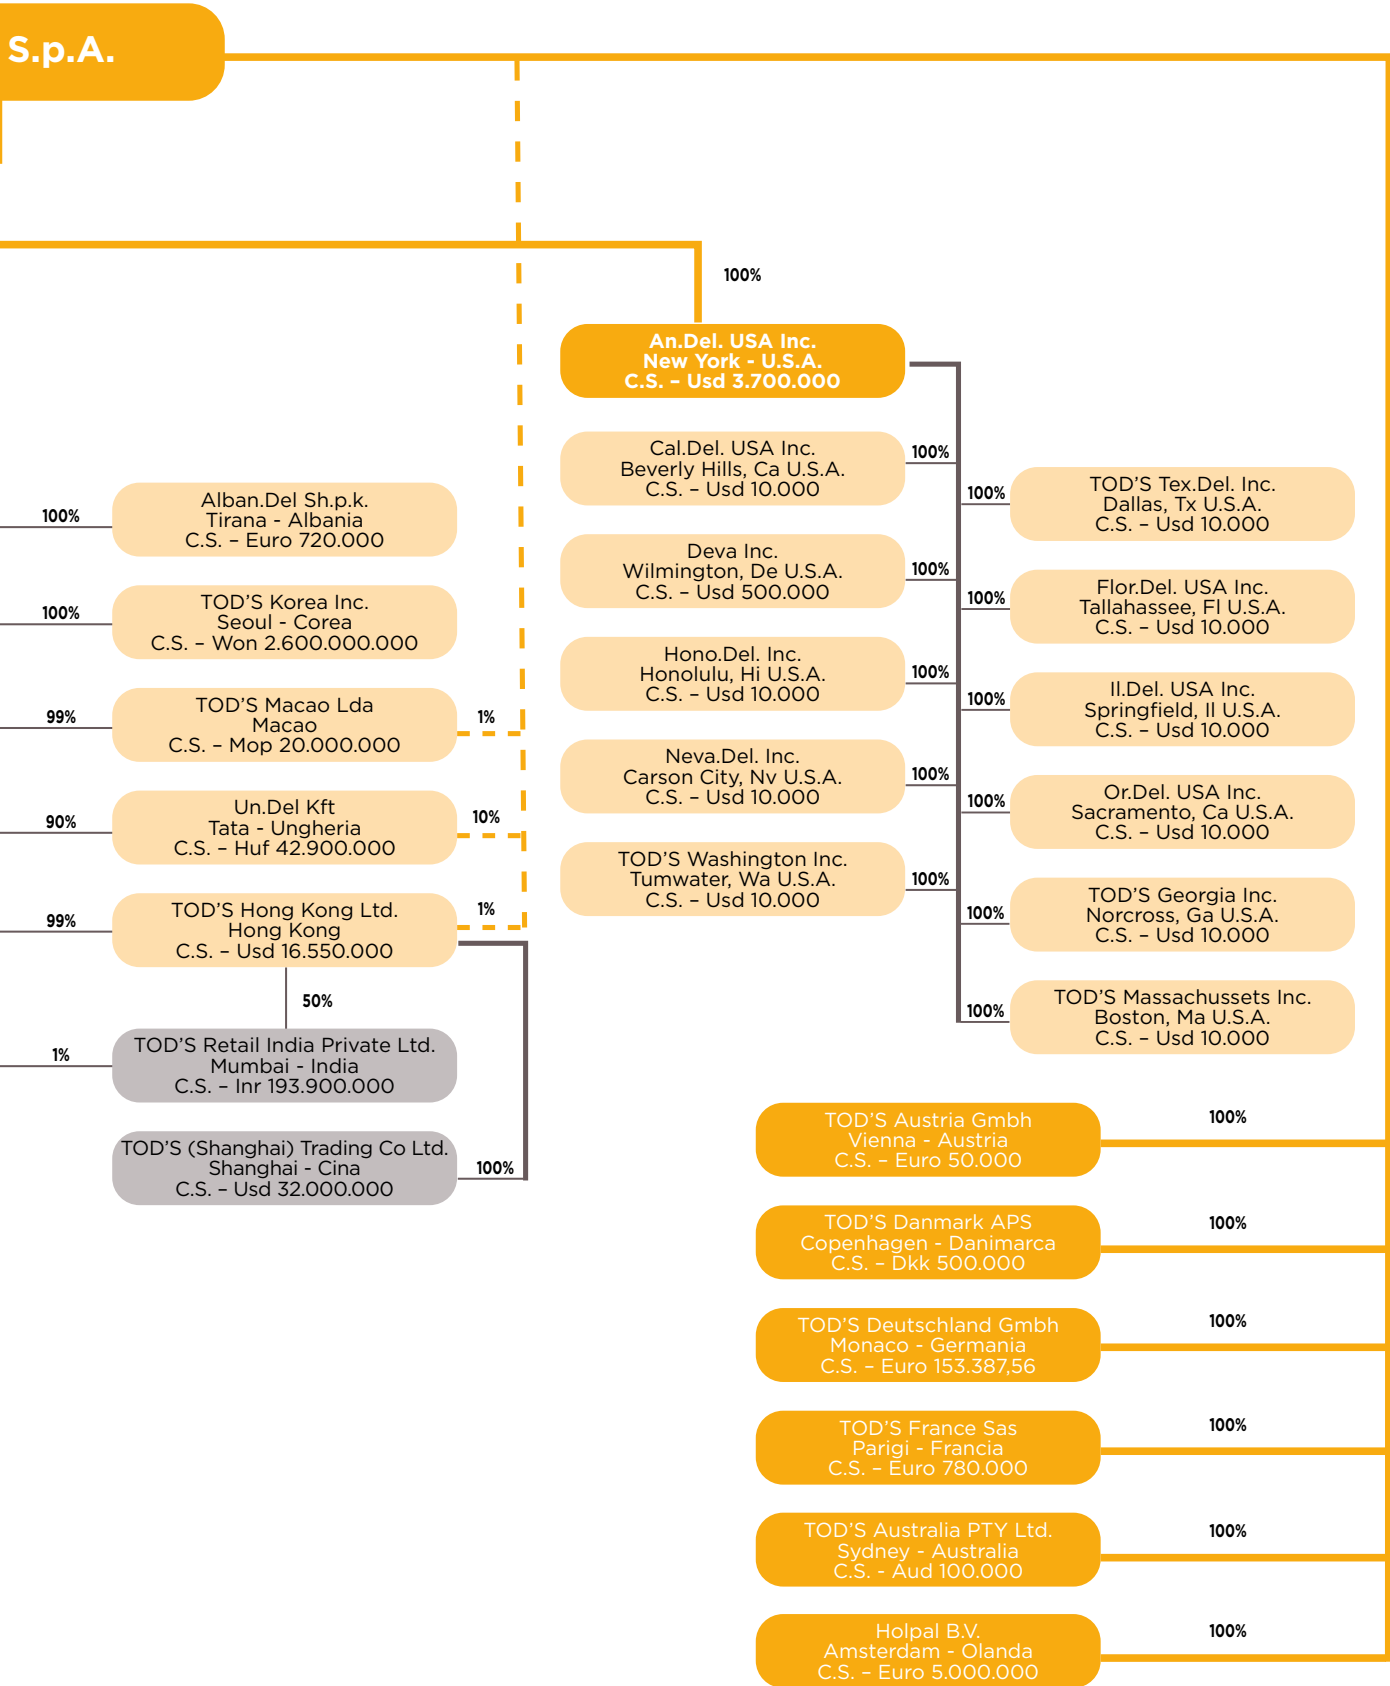 S.p.A.
100%
An.Del. USA Inc.
New York - U.S.A.
C.S. – Usd 3.700.000
Cal.Del. USA Inc.
Beverly Hills, Ca U.S.A.
C.S. – Usd 10.000
100%
Deva Inc.
Wilmington, De U.S.A.
C.S. – Usd 500.000
100%
Hono.Del. Inc.
Honolulu, Hi U.S.A.
C.S. – Usd 10.000
100%
Neva.Del. Inc.
Carson City, Nv U.S.A.
C.S. – Usd 10.000
100%
TOD'S Washington Inc.
Tumwater, Wa U.S.A.
C.S. – Usd 10.000
100%
100%
TOD'S Tex.Del. Inc.
Dallas, Tx U.S.A.
C.S. – Usd 10.000
100%
Flor.Del. USA Inc.
Tallahassee, Fl U.S.A.
C.S. – Usd 10.000
100%
Il.Del. USA Inc.
Springfield, Il U.S.A.
C.S. – Usd 10.000
100%
Or.Del. USA Inc.
Sacramento, Ca U.S.A.
C.S. – Usd 10.000
100%
TOD'S Georgia Inc.
Norcross, Ga U.S.A.
C.S. – Usd 10.000
100%
TOD'S Massachussets Inc.
Boston, Ma U.S.A.
C.S. – Usd 10.000
100%
Alban.Del Sh.p.k.
Tirana - Albania
C.S. – Euro 720.000
100%
TOD'S Korea Inc.
Seoul - Corea
C.S. – Won 2.600.000.000
99%
TOD'S Macao Lda
Macao
C.S. – Mop 20.000.000
1%
90%
Un.Del Kft
Tata - Ungheria
C.S. – Huf 42.900.000
10%
99%
TOD'S Hong Kong Ltd.
Hong Kong
C.S. – Usd 16.550.000
1%
50%
1%
TOD'S Retail India Private Ltd.
Mumbai - India
C.S. – Inr 193.900.000
TOD'S (Shanghai) Trading Co Ltd.
Shanghai - Cina
C.S. – Usd 32.000.000
100%
TOD'S Austria Gmbh
Vienna - Austria
C.S. – Euro 50.000
100%
TOD'S Danmark APS
Copenhagen - Danimarca
C.S. – Dkk 500.000
100%
TOD'S Deutschland Gmbh
Monaco - Germania
C.S. – Euro 153.387,56
100%
TOD'S France Sas
Parigi - Francia
C.S. – Euro 780.000
100%
TOD'S Australia PTY Ltd.
Sydney - Australia
C.S. - Aud 100.000
100%
Holpal B.V.
Amsterdam - Olanda
C.S. – Euro 5.000.000
100%